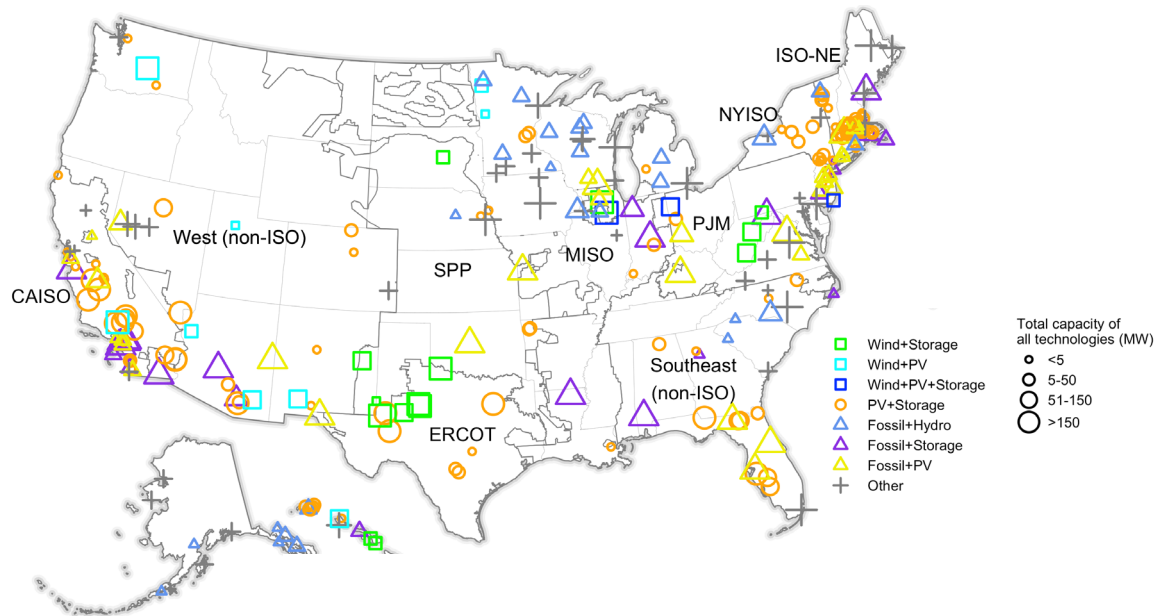 ISO-NE
NYISO
West (non-ISO)
PJM
MISO
SPP
CAISO
Southeast
(non-ISO)
ERCOT
Wind+Storage
Wind+PV
Wind+PV+Storage
PV+Storage
Fossil+Hydro
Fossil+Storage
Fossil+PV
Other
Total capacity of
all technologies (MW)
<5
5-50
51-150
>150